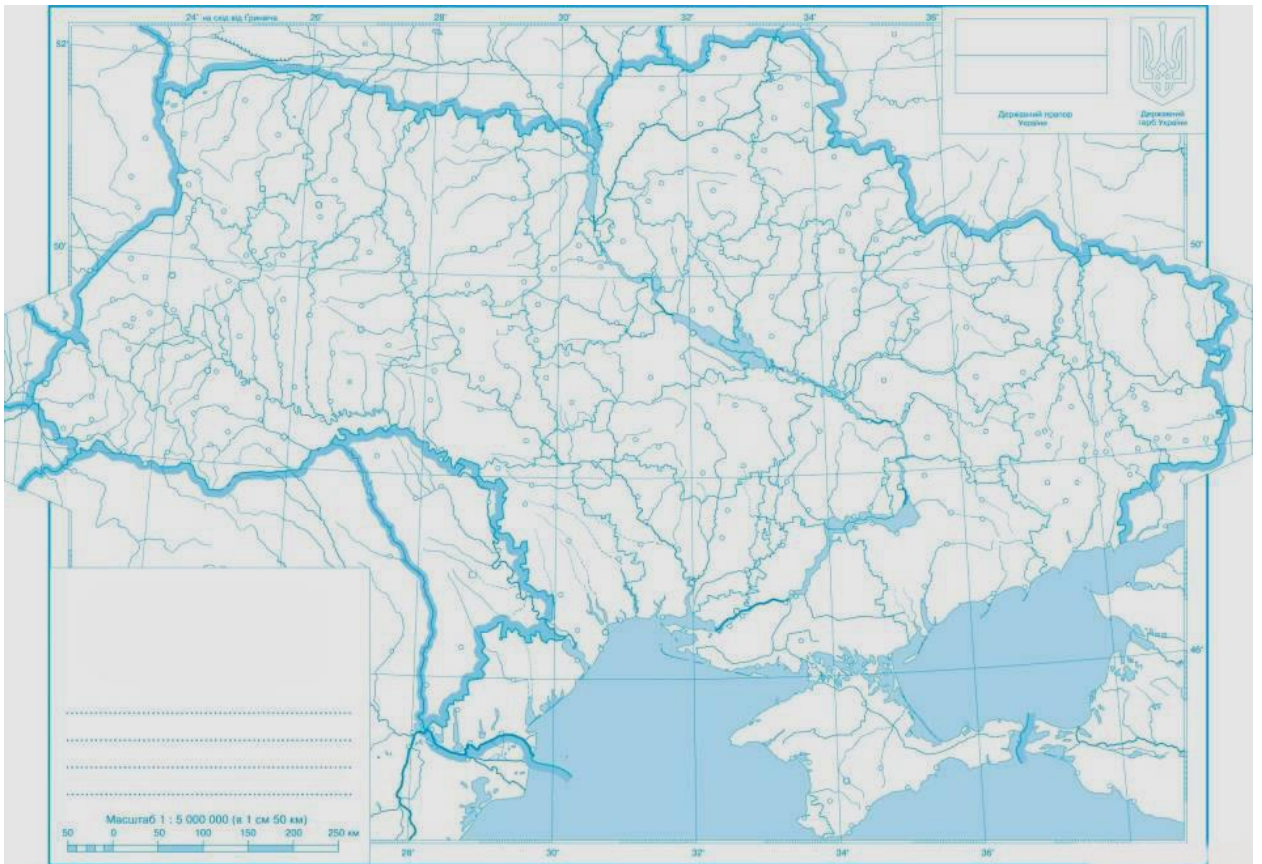 24° на схід від Гринвіча 26° 28° 30° 32° 34° 36°
52°
Державний прапор
України
Державний
герб України
50° 50°
46°
Масштаб 1 : 5 000 000 (в 1 см 50 км)
50 0 50 100 150 200 250 км
28° 30° 32° 34° 36°